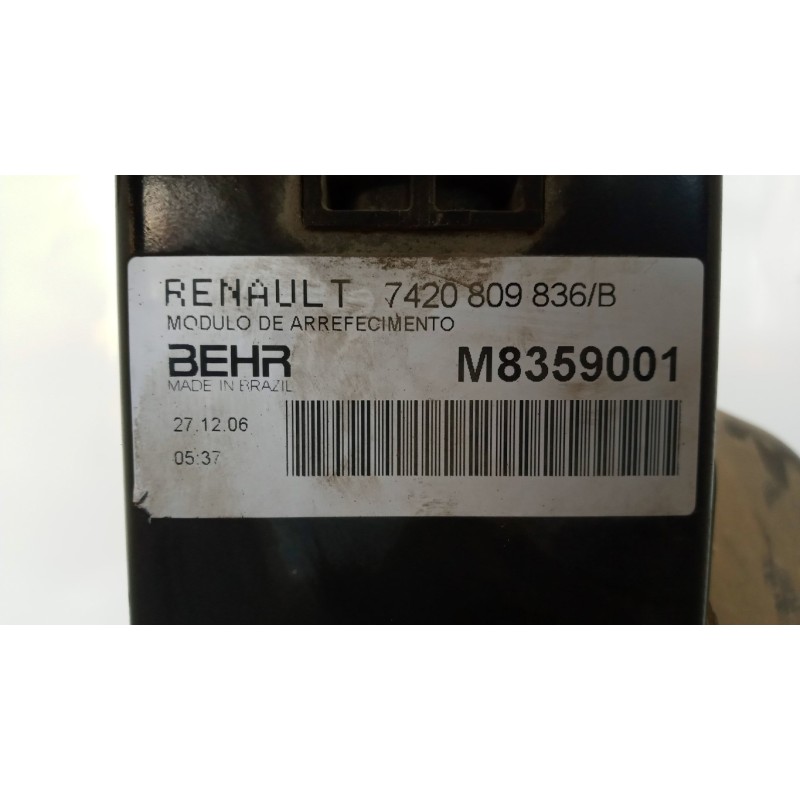 RENAULT 7420 809 836/B
MODULO DE ARREFECIMENTO
BEHR M8359001
MADE IN BRAZIL
27.12.06
05:37